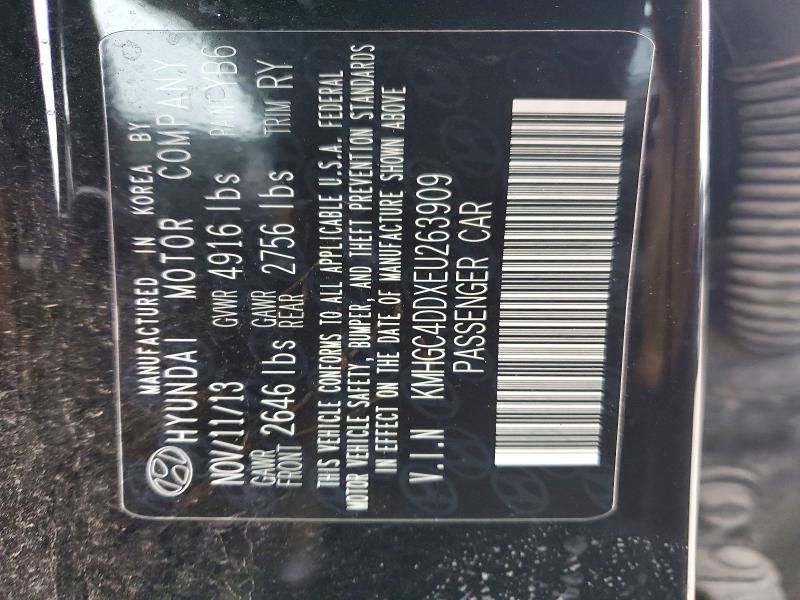 MANUFACTURED IN KOREA BY
HYUNDAI MOTOR COMPANY
NOV/11/13 GVWR 4916 lbs PAINT YB6
GAWR FRONT 2646 lbs GAWR REAR 2756 lbs TRIM RY
THIS VEHICLE CONFORMS TO ALL APPLICABLE U.S.A. FEDERAL
MOTOR VEHICLE SAFETY, BUMPER, AND THEFT PREVENTION STANDARDS
IN EFFECT ON THE DATE OF MANUFACTURE SHOWN ABOVE
V.I.N KMHGC4DDXEU263909
PASSENGER CAR